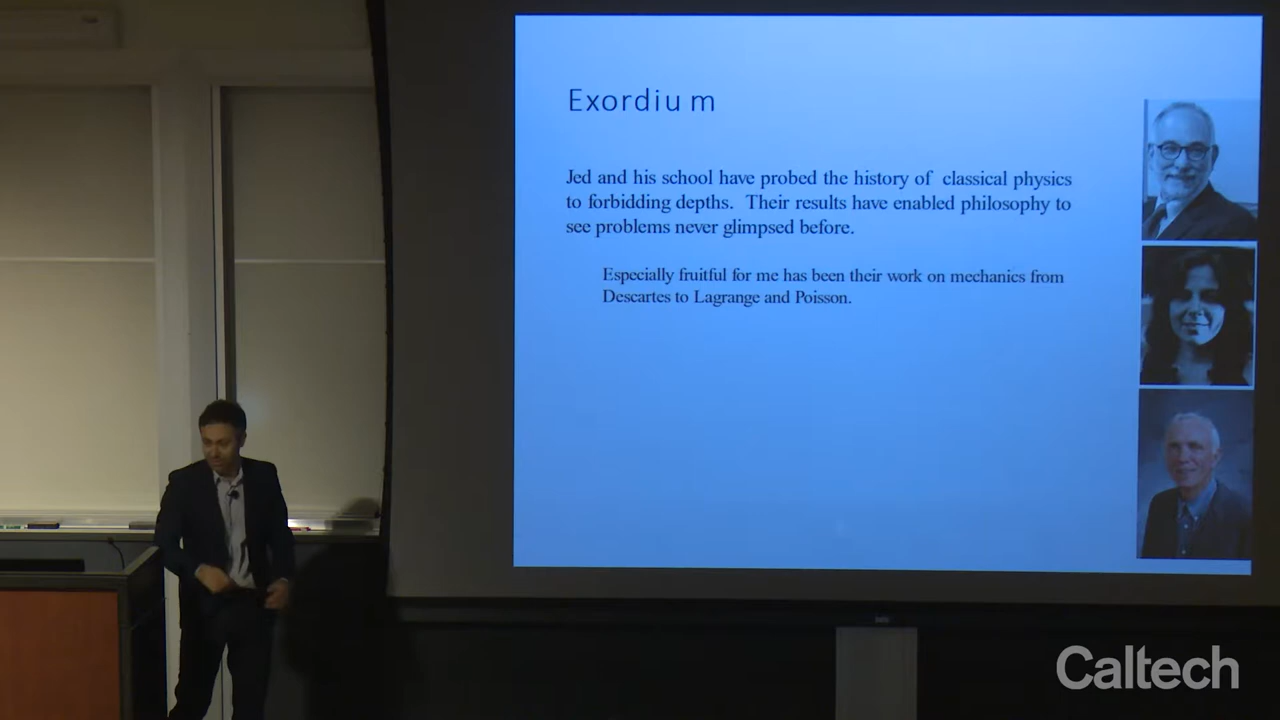 Exordium
Jed and his school have probed the history of classical physics
to forbidding depths. Their results have enabled philosophy to
see problems never glimpsed before.
Especially fruitful for me has been their work on mechanics from
Descartes to Lagrange and Poisson.
Caltech